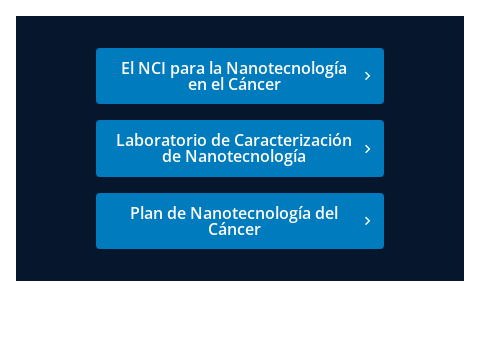 El NCI para la Nanotecnología
en el Cáncer
Laboratorio de Caracterización
de Nanotecnología
Plan de Nanotecnología del
Cáncer